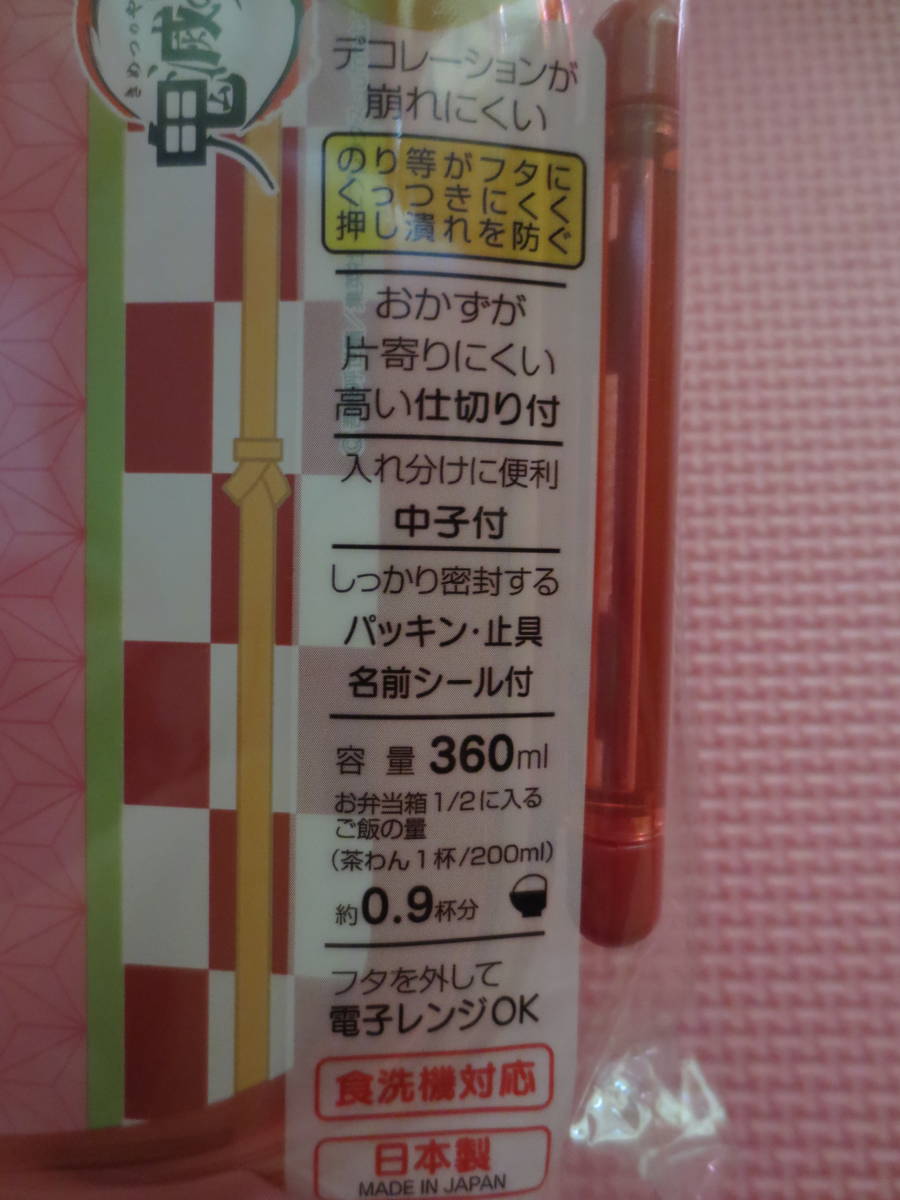 デコレーションが
崩れにくい
のり等がフタに
くっつきにくく
押し潰れを防ぐ
おかずが
片寄りにくい
高い仕切り付
入れ分けに便利
中子付
しっかり密封する
パッキン・止具
名前シール付
容量 360ml
お弁当箱1/2に入る
ご飯の量
(茶わん1杯/200ml)
約0.9杯分
フタを外して
電子レンジOK
食洗機対応
日本製
MADE IN JAPAN